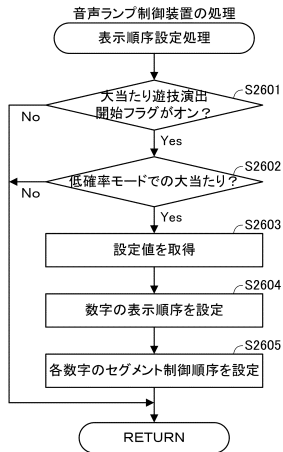 音声ランプ制御装置の処理
表示順序設定処理
S2601
大当たり遊技演出
開始フラグがオン？
No
Yes
S2602
低確率モードでの大当たり？
No
Yes
S2603
設定値を取得
S2604
数字の表示順序を設定
S2605
各数字のセグメント制御順序を設定
RETURN